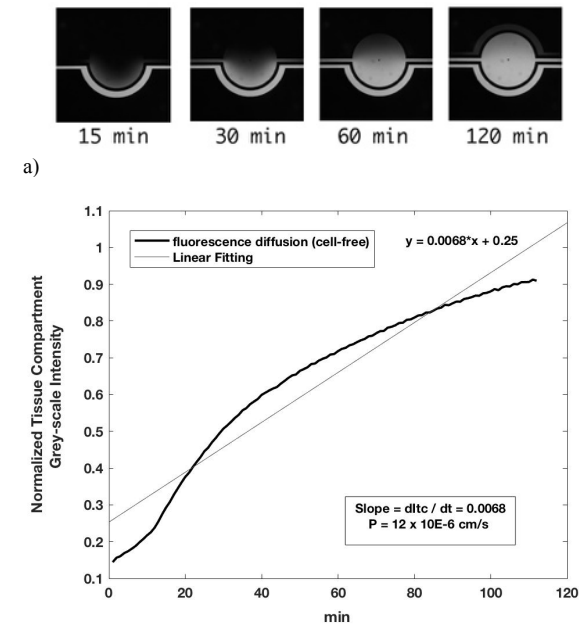 15 min 30 min 60 min 120 min
a)
1.1
1
0.9
0.8
0.7
0.6
0.5
0.4
0.3
0.2
0.1
Normalized Tissue Compartment
Grey-scale Intensity
fluorescence diffusion (cell-free)
Linear Fitting
y = 0.0068*x + 0.25
Slope = dItc / dt = 0.0068
P = 12 x 10E-6 cm/s
0 20 40 60 80 100 120
min